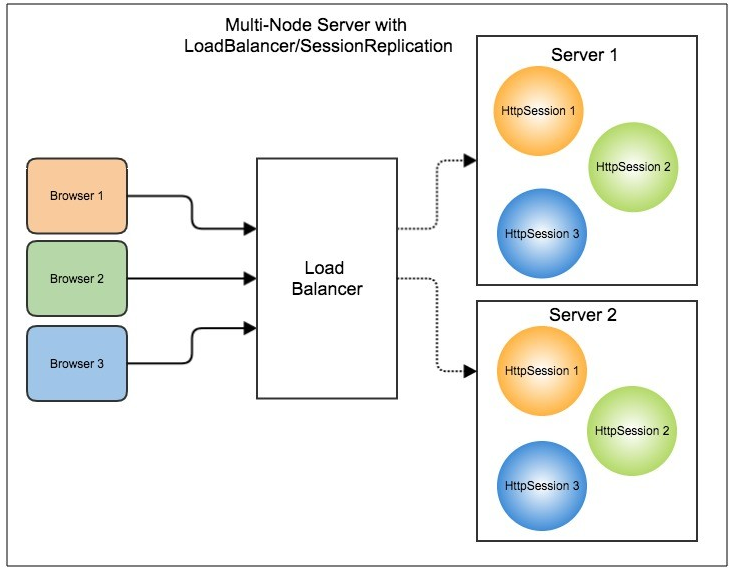 Multi-Node Server with
LoadBalancer/SessionReplication
Browser 1
Browser 2
Browser 3
Load
Balancer
Server 1
HttpSession 1
HttpSession 2
HttpSession 3
Server 2
HttpSession 1
HttpSession 2
HttpSession 3